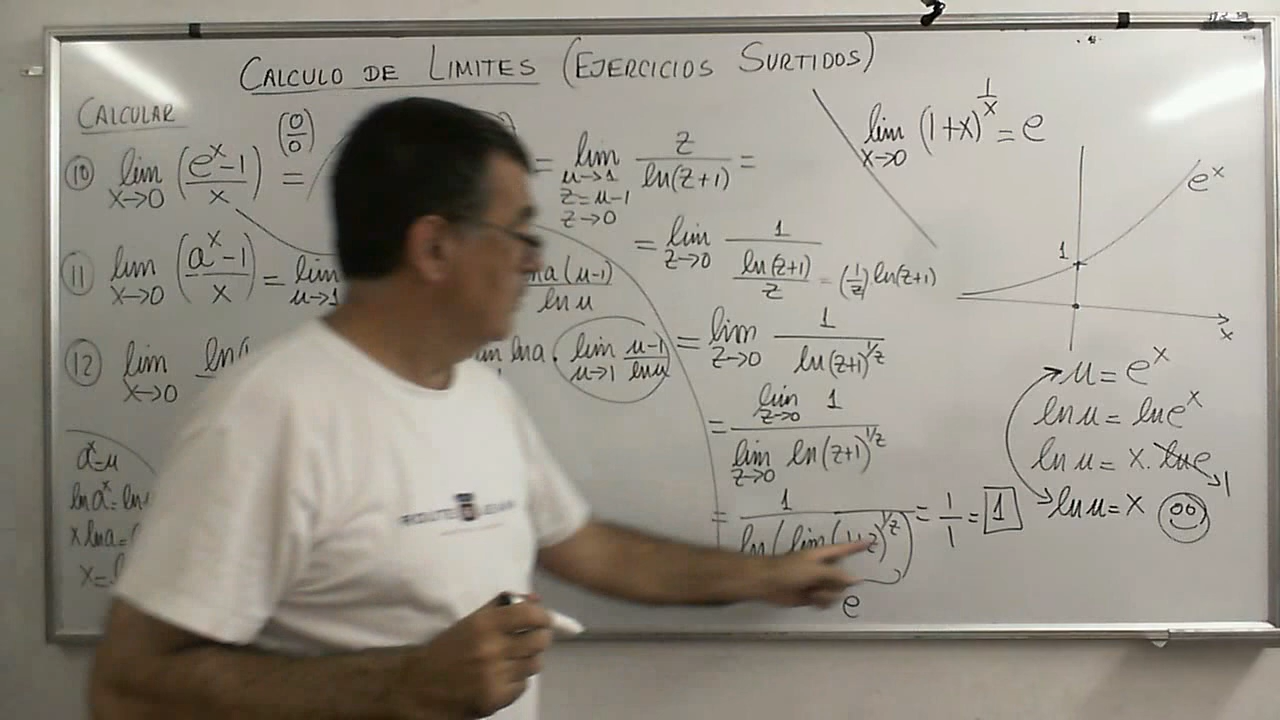 CALCULO DE LIMITES (EJERCICIOS SURTIDOS)
CALCULAR
(0/0)
⑩ lim x→0 ((e^x-1)/x) =
= lim u→1 z=u-1 z→0 z/ln(z+1) =
= lim z→0 1/(ln(z+1)/z) = (1/z) ln(z+1)
⑪ lim x→0 ((a^x-1)/x) = lim u→1
a(u-1)/ln u
= lim z→0 1/ln(z+1)^1/z
⑫ lim x→0 ln a. lim u→1 (u-1)/ln u
= lim z→0 1 / lim z→0 ln(z+1)^1/z
= 1/ln(lim(1+z)^1/z) = 1/1 = 1
e
a^x=u
ln a^x = ln
x ln a =
x =
lim x→0 (1+x)^1/x = e
e^x
1
x
u = e^x
ln u = ln e^x
ln u = x. ln e 1
ln u = x